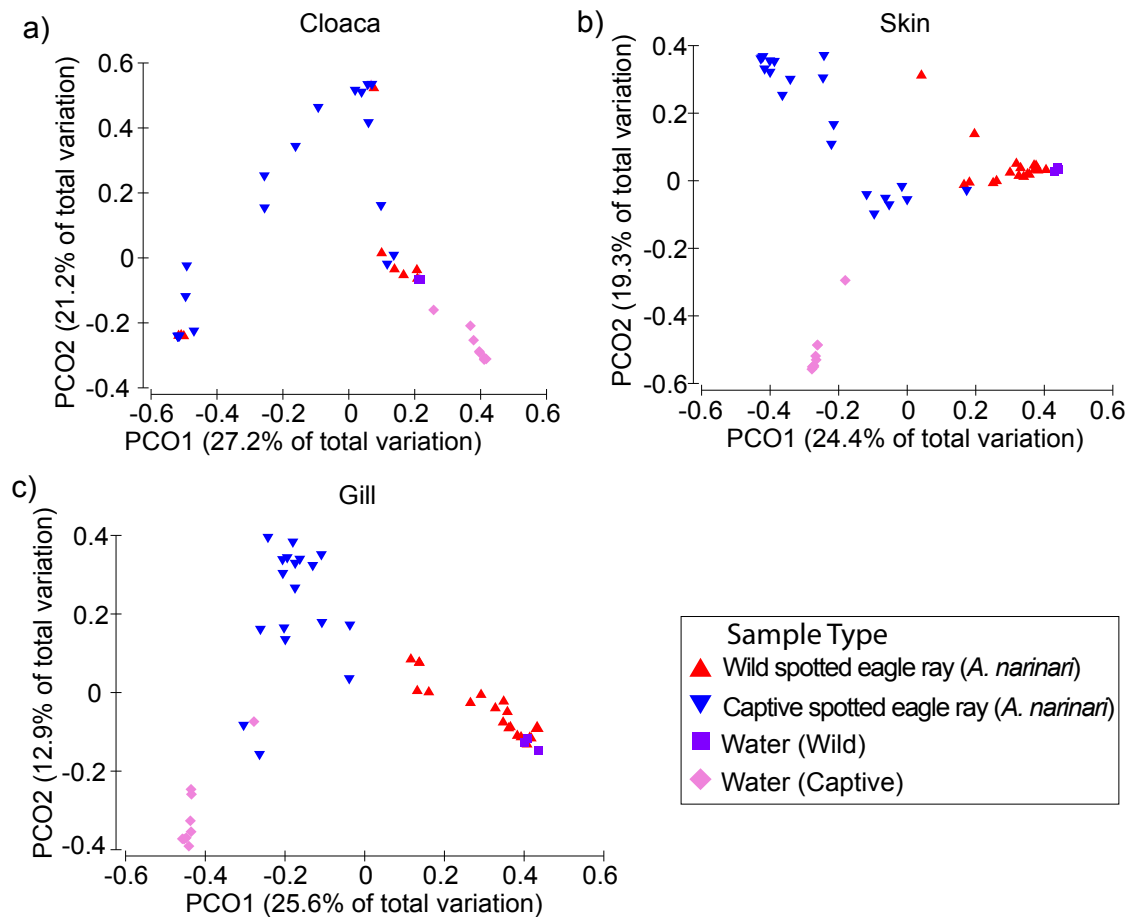 a)
Cloaca
0.6
0.4
0.2
0
-0.2
-0.4
PCO2 (21.2% of total variation)
-0.6 -0.4 -0.2 0 0.2 0.4 0.6
PCO1 (27.2% of total variation)
b)
Skin
0.4
0.2
0
-0.2
-0.4
-0.6
PCO2 (19.3% of total variation)
-0.6 -0.4 -0.2 0 0.2 0.4 0.6
PCO1 (24.4% of total variation)
c)
Gill
0.4
0.2
0
-0.2
-0.4
PCO2 (12.9% of total variation)
-0.6 -0.4 -0.2 0 0.2 0.4 0.6
PCO1 (25.6% of total variation)
Sample Type
Wild spotted eagle ray (A. narinari)
Captive spotted eagle ray (A. narinari)
Water (Wild)
Water (Captive)